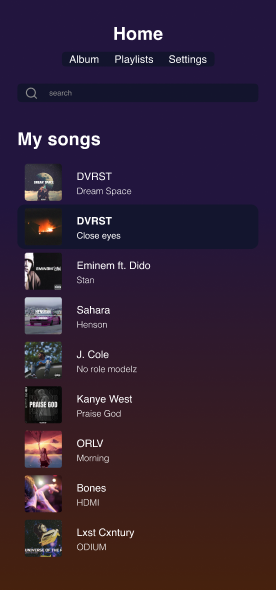 Home
Album Playlists Settings
search
My songs
DREAM SPACE
DVRST
Dream Space
DVRST
Close eyes
EMINEM
Eminem ft. Dido
Stan
Sahara
Henson
J. Cole
No role modelz
PRAISE GOD
Kanye West
Praise God
ORLV
Morning
Bones
HDMI
UNIVERSE OF THE
Lxst Cxntury
ODIUM